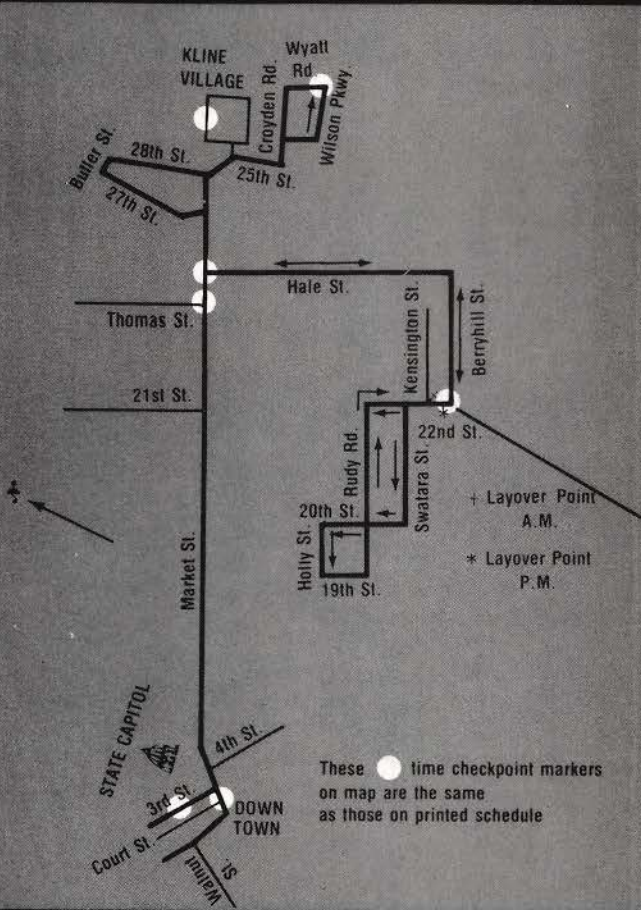 KLINE
VILLAGE
Wyatt
Rd.
Croyden Rd.
Wilson Pkwy.
Butler St.
28th St.
25th St.
27th St.
Hale St.
Thomas St.
Kensington St.
Berryhill St.
21st St.
22nd St.
Rudy Rd.
Swatara St.
+ Layover Point
A.M.
20th St.
Holly St.
* Layover Point
P.M.
19th St.
Market St.
STATE CAPITOL
4th St.
These time checkpoint markers
on map are the same
as those on printed schedule
3rd St.
DOWN
TOWN
Court St.
Walnut
St.